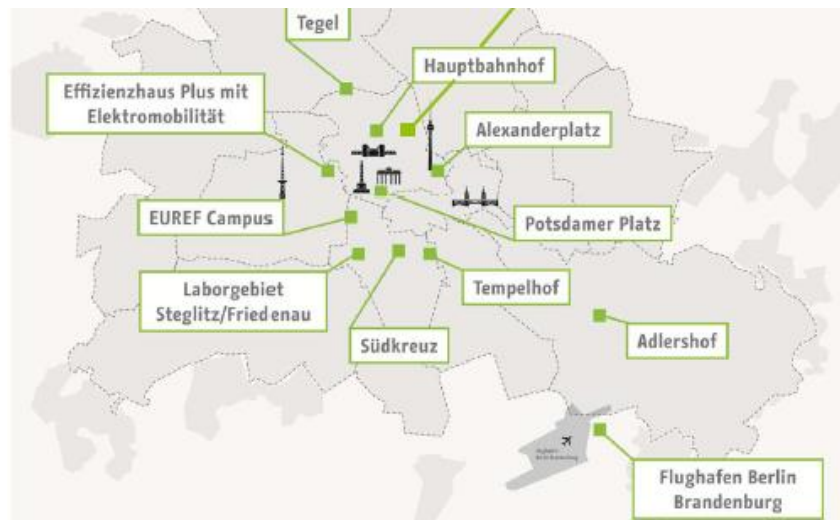 Tegel
Hauptbahnhof
Effizienzhaus Plus mit
Elektromobilität
Alexanderplatz
EUREF Campus
Potsdamer Platz
Laborgebiet
Steglitz/Friedenau
Tempelhof
Südkreuz
Adlershof
Flughafen Berlin
Brandenburg